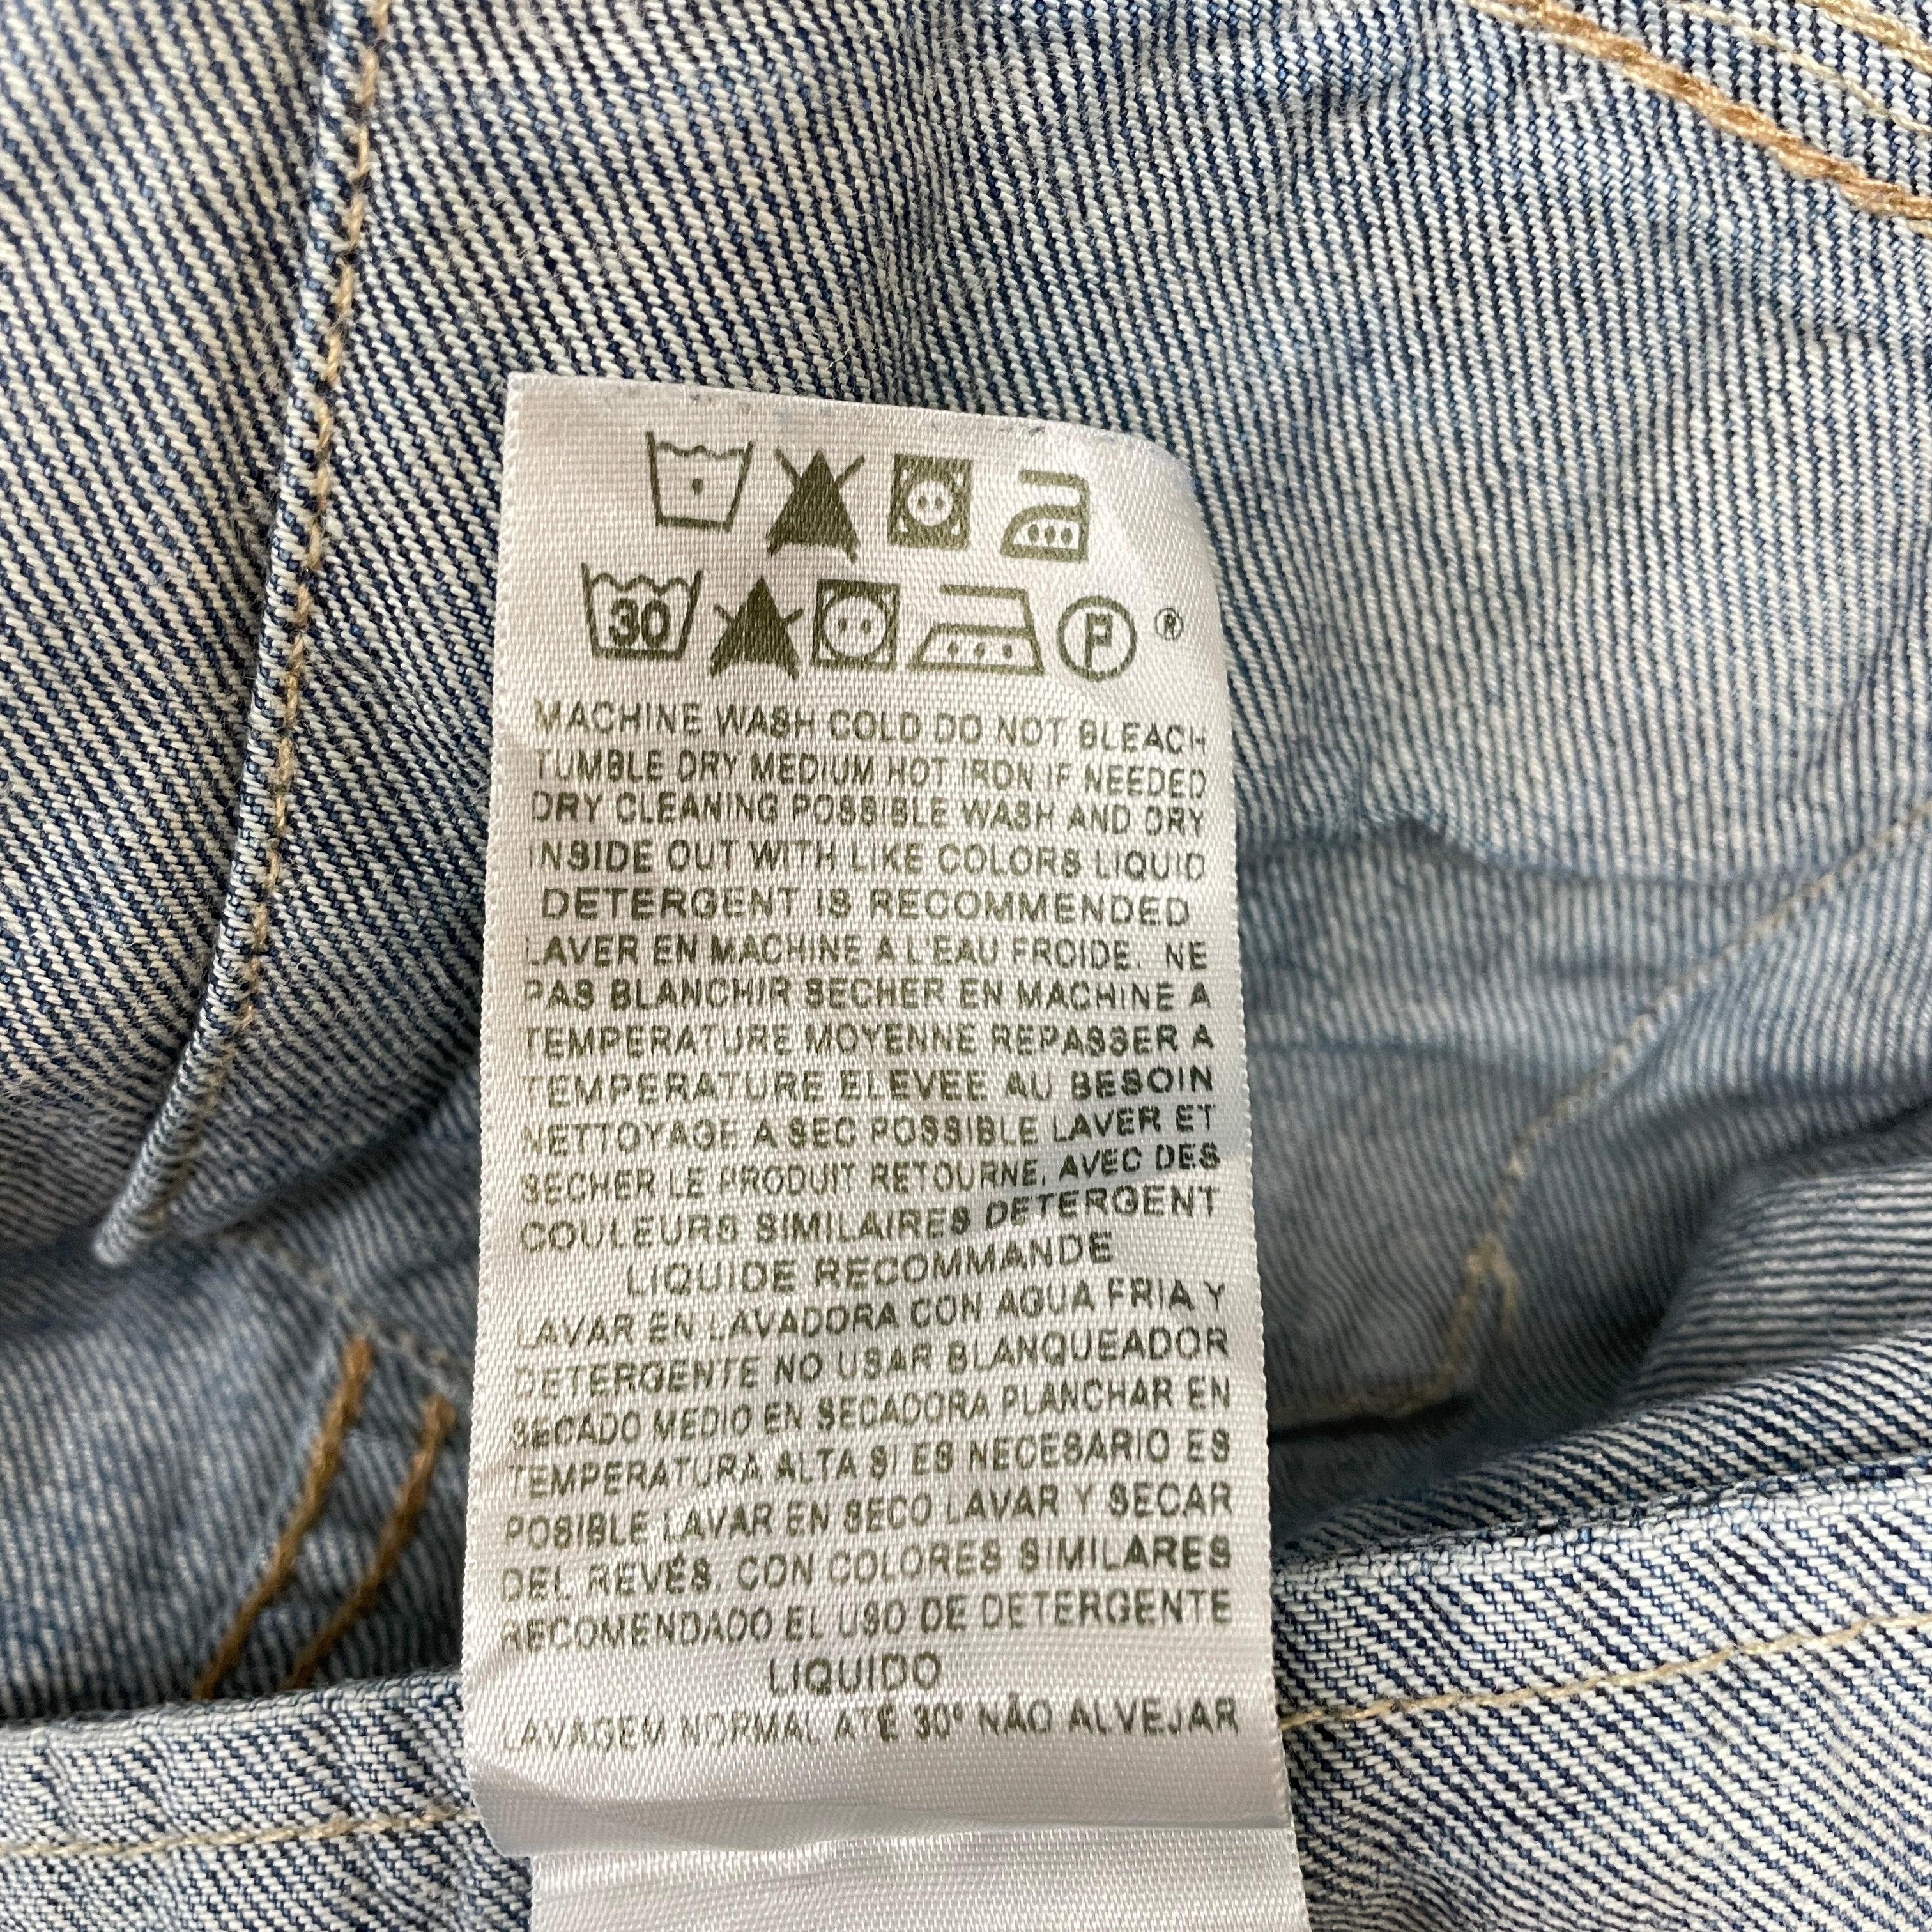 30 P ®
MACHINE WASH COLD DO NOT BLEACH
TUMBLE DRY MEDIUM HOT IRON IF NEEDED
DRY CLEANING POSSIBLE WASH AND DRY
INSIDE OUT WITH LIKE COLORS LIQUID
DETERGENT IS RECOMMENDED
LAVER EN MACHINE A L'EAU FROIDE. NE
PAS BLANCHIR SECHER EN MACHINE A
TEMPERATURE MOYENNE REPASSER A
TEMPERATURE ELEVEE AU BESOIN
NETTOYAGE A SEC POSSIBLE LAVER ET
SECHER LE PRODUIT RETOURNE, AVEC DES
COULEURS SIMILAIRES DETERGENT
LIQUIDE RECOMMANDE
LAVAR EN LAVADORA CON AGUA FRIA Y
DETERGENTE NO USAR BLANQUEADOR
SECADO MEDIO EN SECADORA PLANCHAR EN
TEMPERATURA ALTA SI ES NECESARIO ES
POSIBLE LAVAR EN SECO LAVAR Y SECAR
DEL REVÉS, CON COLORES SIMILARES
RECOMENDADO EL USO DE DETERGENTE
LIQUIDO
LAVAGEM NORMAL ATÉ 30° NÃO ALVEJAR